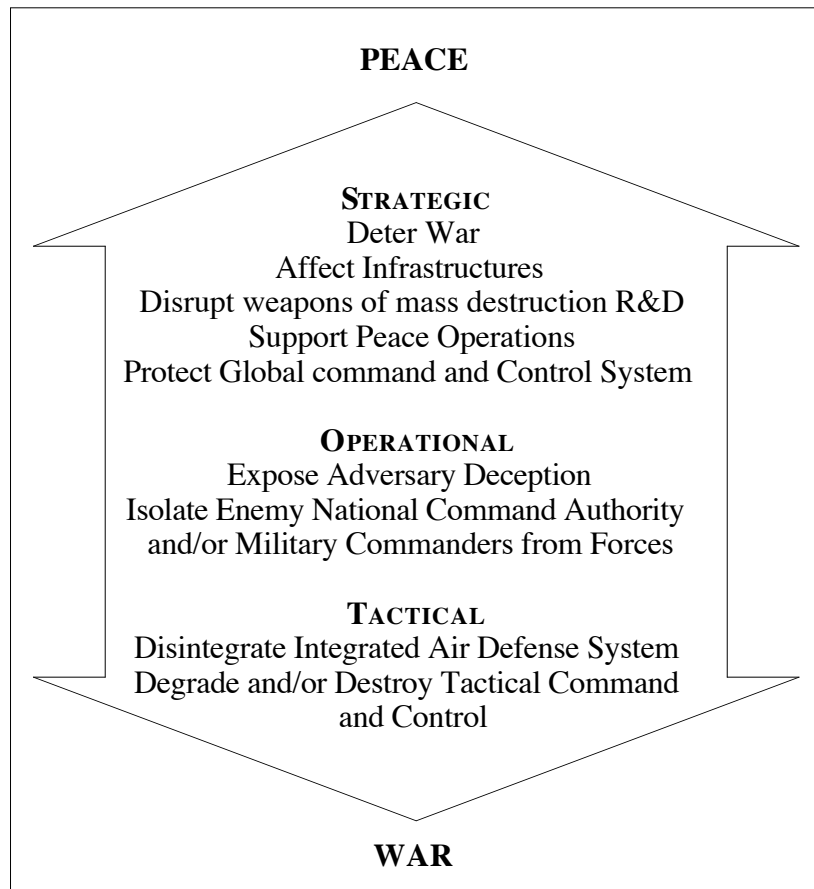 PEACE
STRATEGIC
Deter War
Affect Infrastructures
Disrupt weapons of mass destruction R&D
Support Peace Operations
Protect Global command and Control System
OPERATIONAL
Expose Adversary Deception
Isolate Enemy National Command Authority
and/or Military Commanders from Forces
TACTICAL
Disintegrate Integrated Air Defense System
Degrade and/or Destroy Tactical Command
and Control
WAR